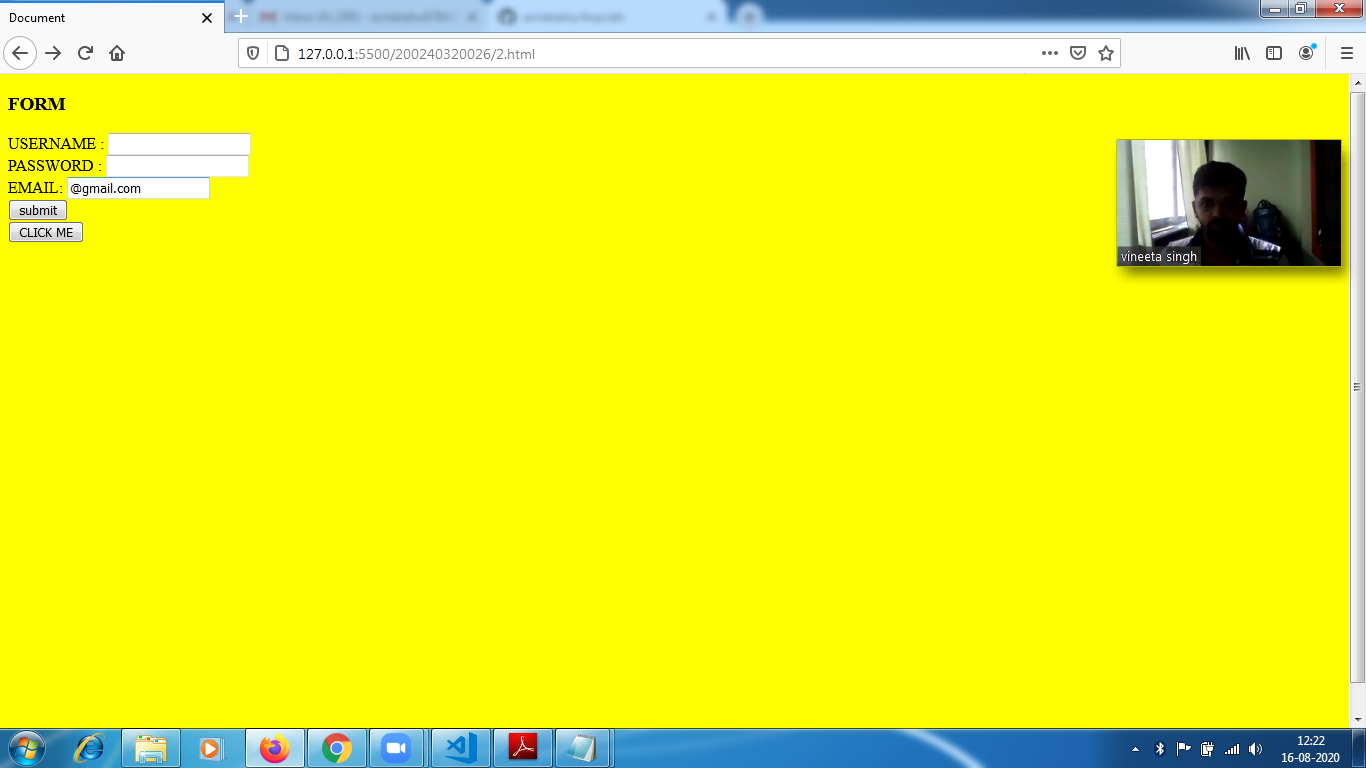 Document
127.0.0.1:5500/200240320026/2.html
FORM
USERNAME :
PASSWORD :
EMAIL: @gmail.com
submit
CLICK ME
vineeta singh
12:22
16-08-2020